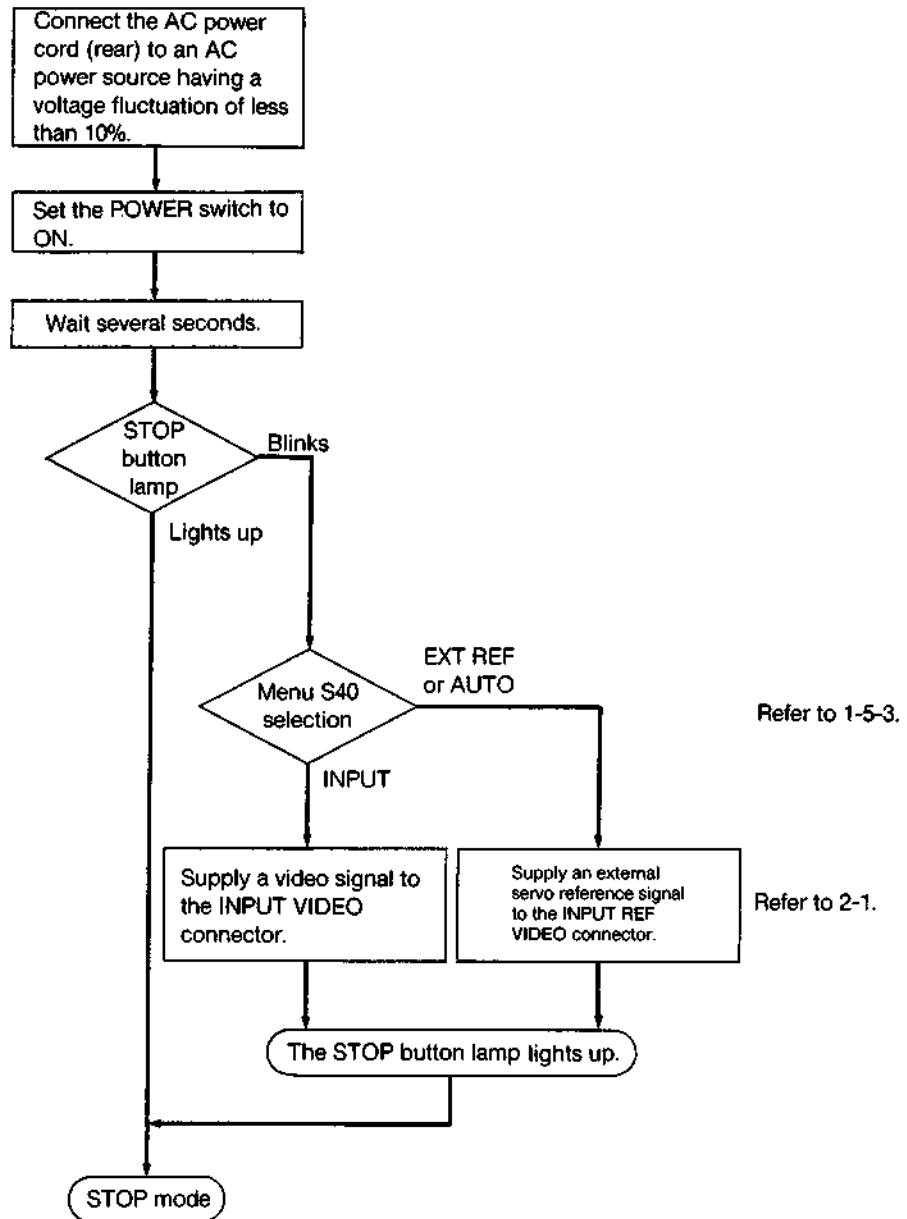 Connect the AC power
cord (rear) to an AC
power source having a
voltage fluctuation of less
than 10%.
Set the POWER switch to
ON.
Wait several seconds.
STOP
button
lamp
Blinks
Lights up
Menu S40
selection
EXT REF
or AUTO
Refer to 1-5-3.
INPUT
Supply a video signal to
the INPUT VIDEO
connector.
Supply an external
servo reference signal
to the INPUT REF
VIDEO connector.
Refer to 2-1.
The STOP button lamp lights up.
STOP mode